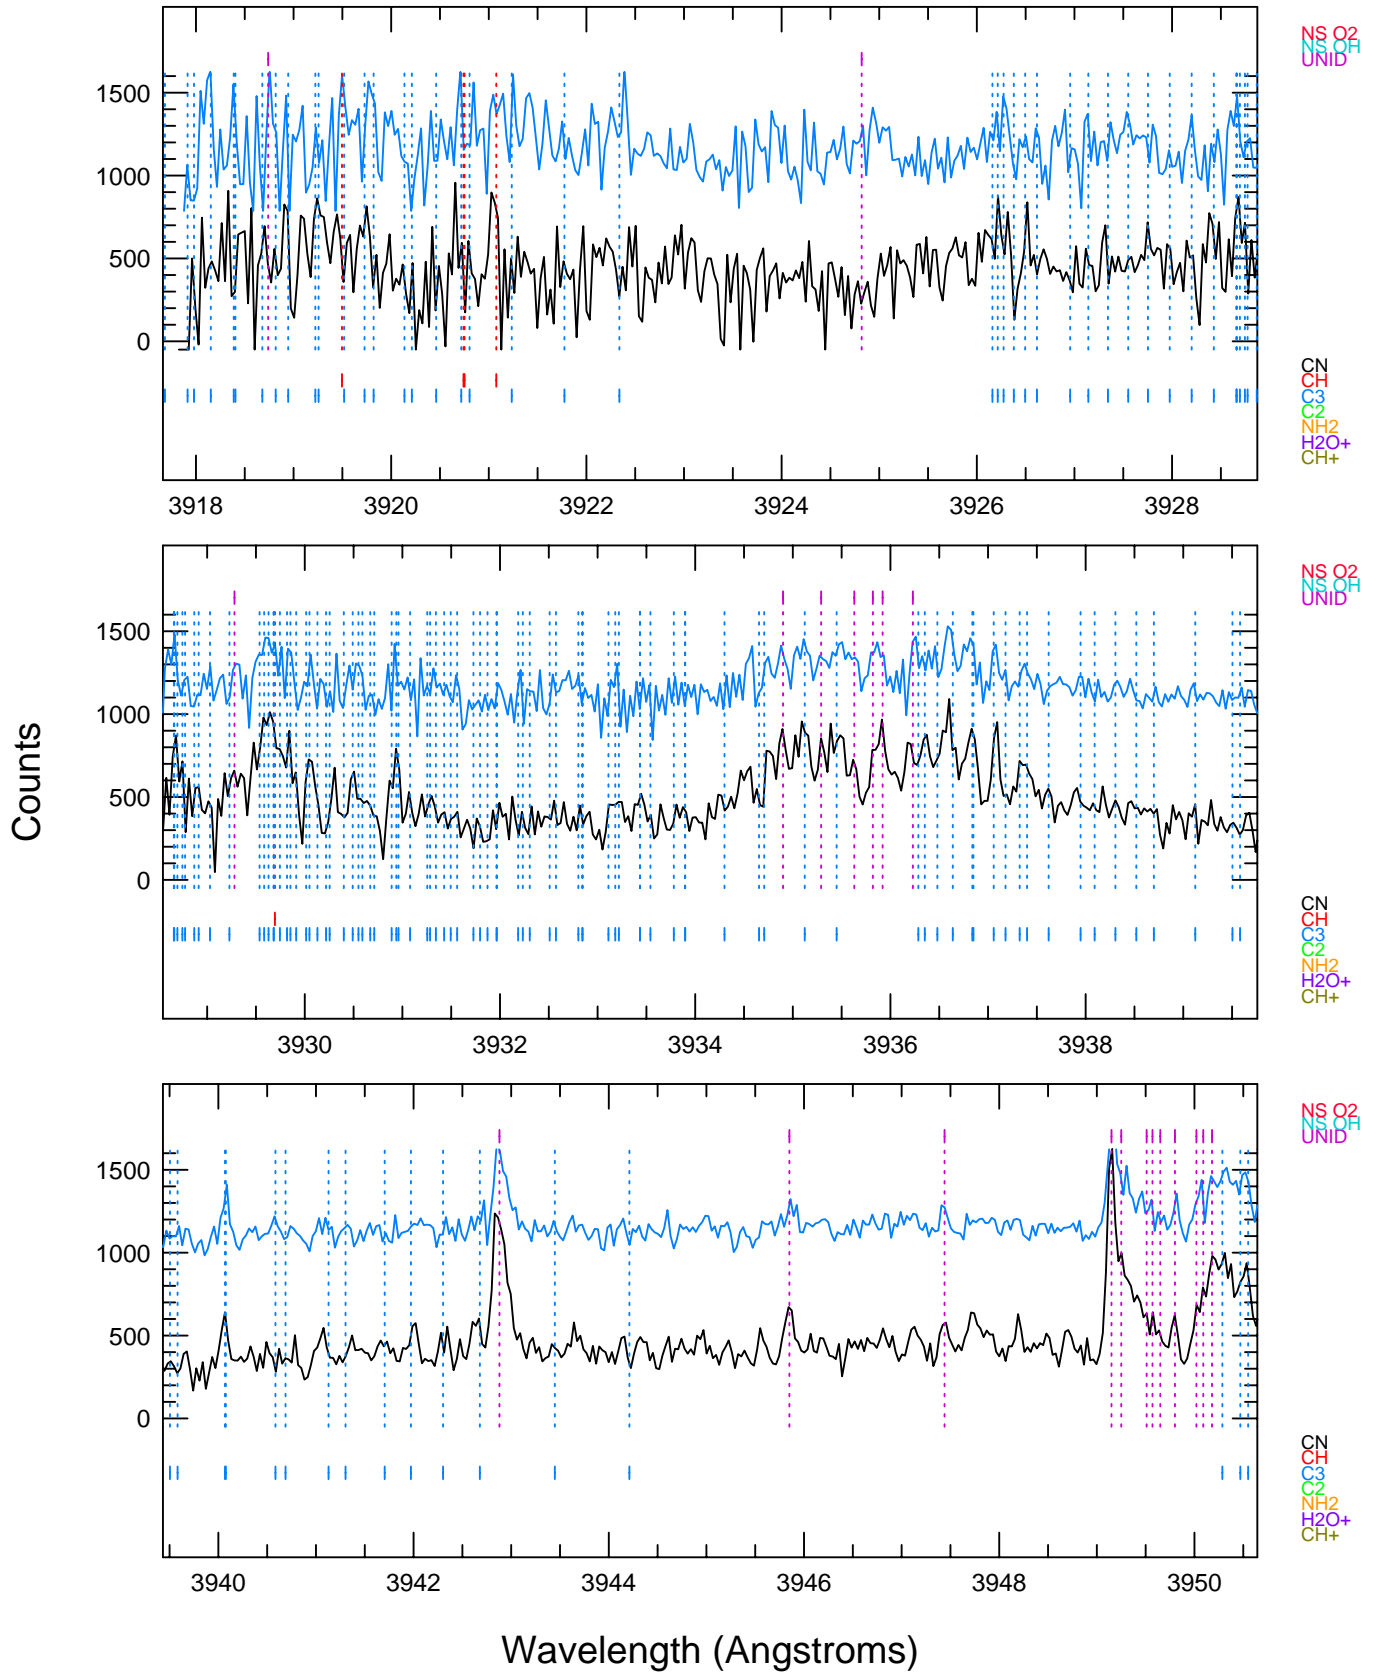 NS O2
NS OH
UNID
1500
1000
500
0
CN
CH
C3
C2
NH2
H2O+
CH+
3918 3920 3922 3924 3926 3928
NS O2
NS OH
UNID
1500
1000
500
0
Counts
CN
CH
C3
C2
NH2
H2O+
CH+
3930 3932 3934 3936 3938
NS O2
NS OH
UNID
1500
1000
500
0
CN
CH
C3
C2
NH2
H2O+
CH+
3940 3942 3944 3946 3948 3950
Wavelength (Angstroms)